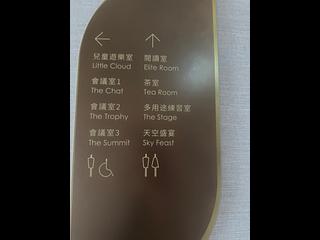 兒童遊樂室
Little Cloud
會議室1
The Chat
會議室2
The Trophy
會議室3
The Summit
閱讀室
Elite Room
茶室
Tea Room
多用途練習室
The Stage
天空盛宴
Sky Feast